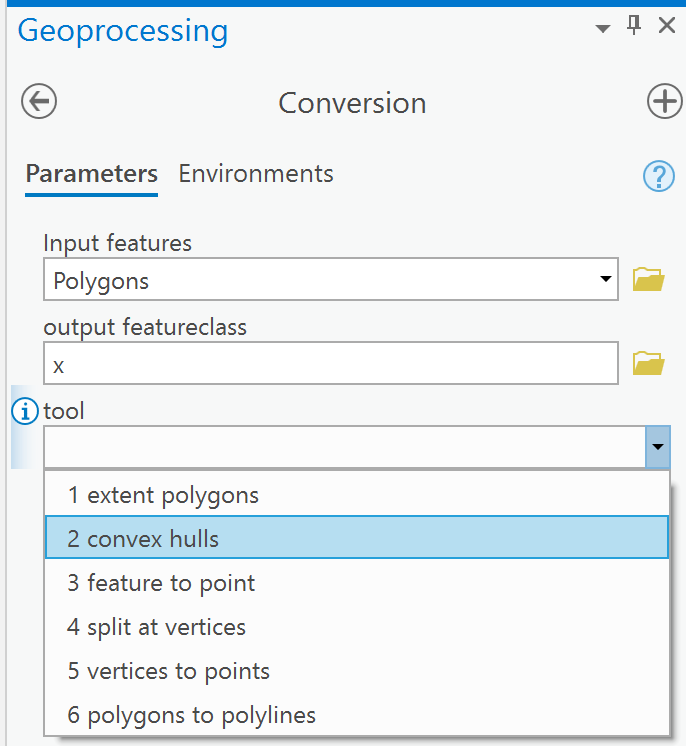 Geoprocessing
Conversion
Parameters Environments
?
Input features
Polygons
output featureclass
x
i tool
1 extent polygons
2 convex hulls
3 feature to point
4 split at vertices
5 vertices to points
6 polygons to polylines